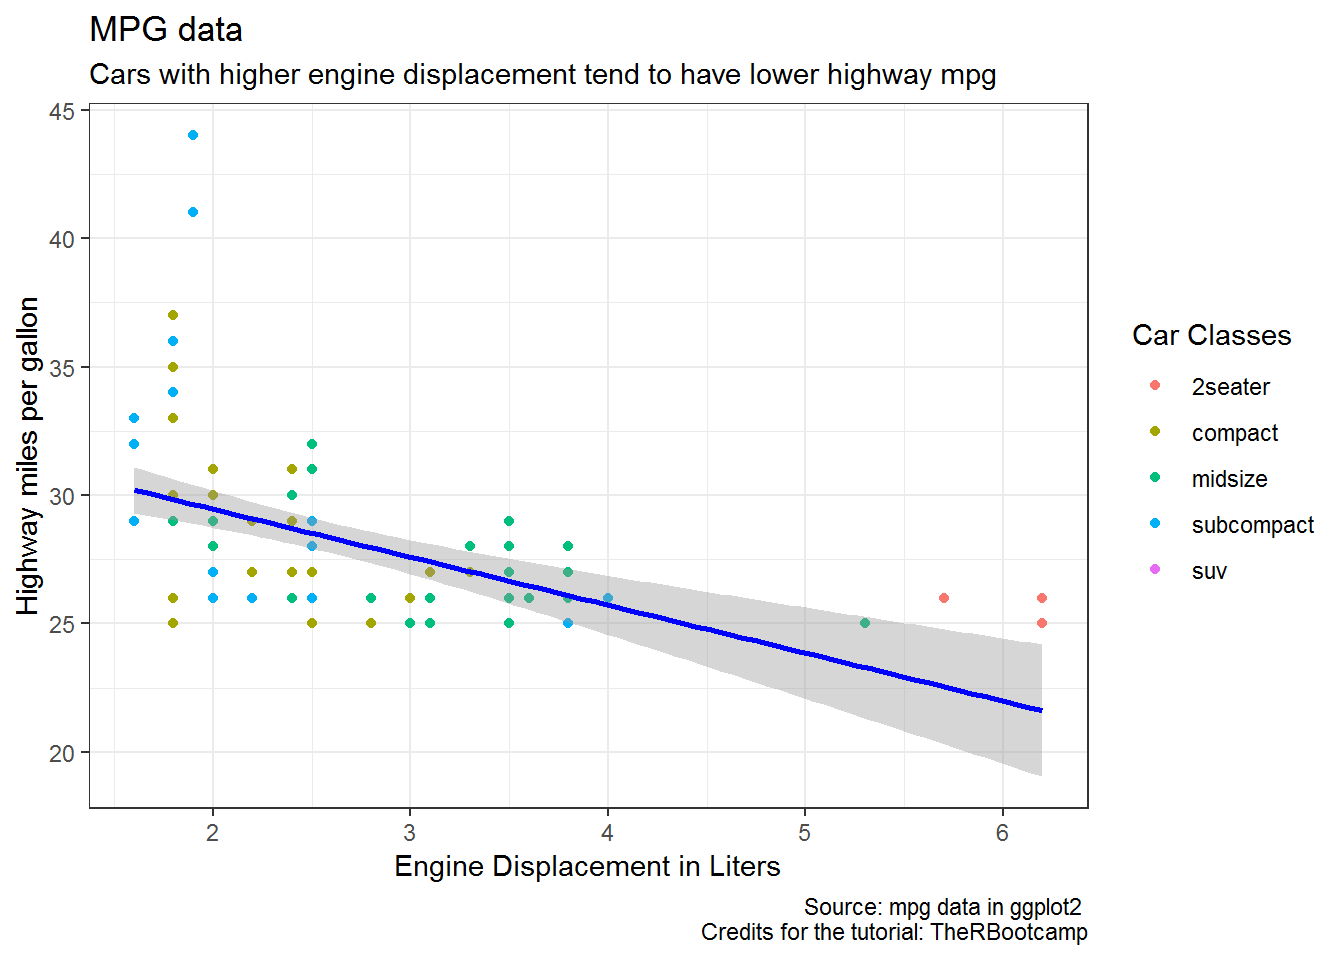 MPG data
Cars with higher engine displacement tend to have lower highway mpg
Highway miles per gallon
45
40
35
30
25
20
2 3 4 5 6
Engine Displacement in Liters
Car Classes
2seater
compact
midsize
subcompact
suv
Source: mpg data in ggplot2
Credits for the tutorial: TheRBootcamp